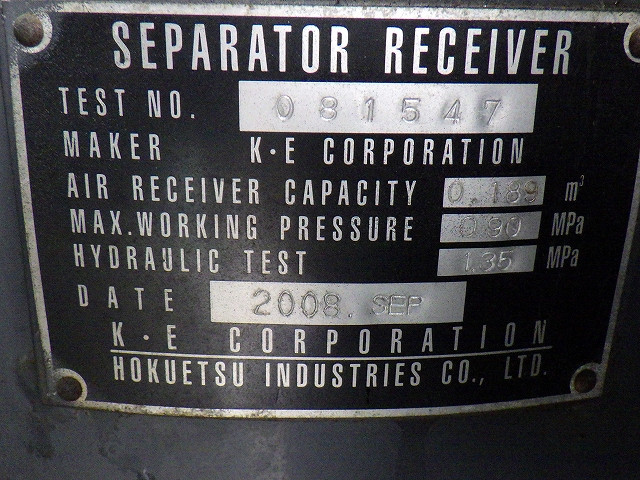 SEPARATOR RECEIVER
TEST NO. 081547
MAKER K·E CORPORATION
AIR RECEIVER CAPACITY 0.189 m³
MAX.WORKING PRESSURE 0.90 MPa
HYDRAULIC TEST 1.35 MPa
DATE 2008. SEP
K·E CORPORATION
HOKUETSU INDUSTRIES CO., LTD.